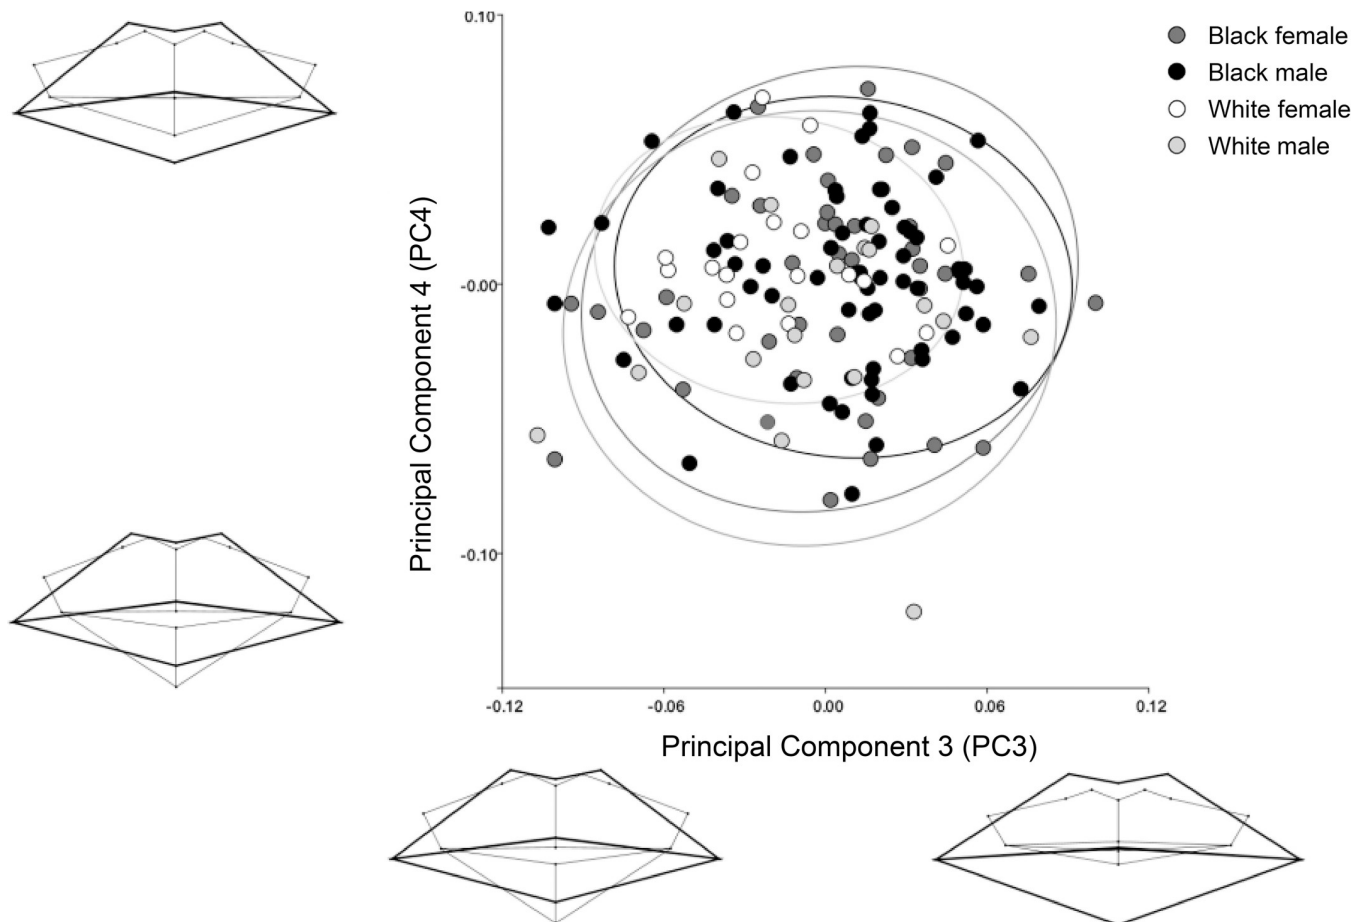 0.10
-0.00
-0.10
Principal Component 4 (PC4)
-0.12
-0.06
0.00
0.06
0.12
Principal Component 3 (PC3)
Black female
Black male
White female
White male